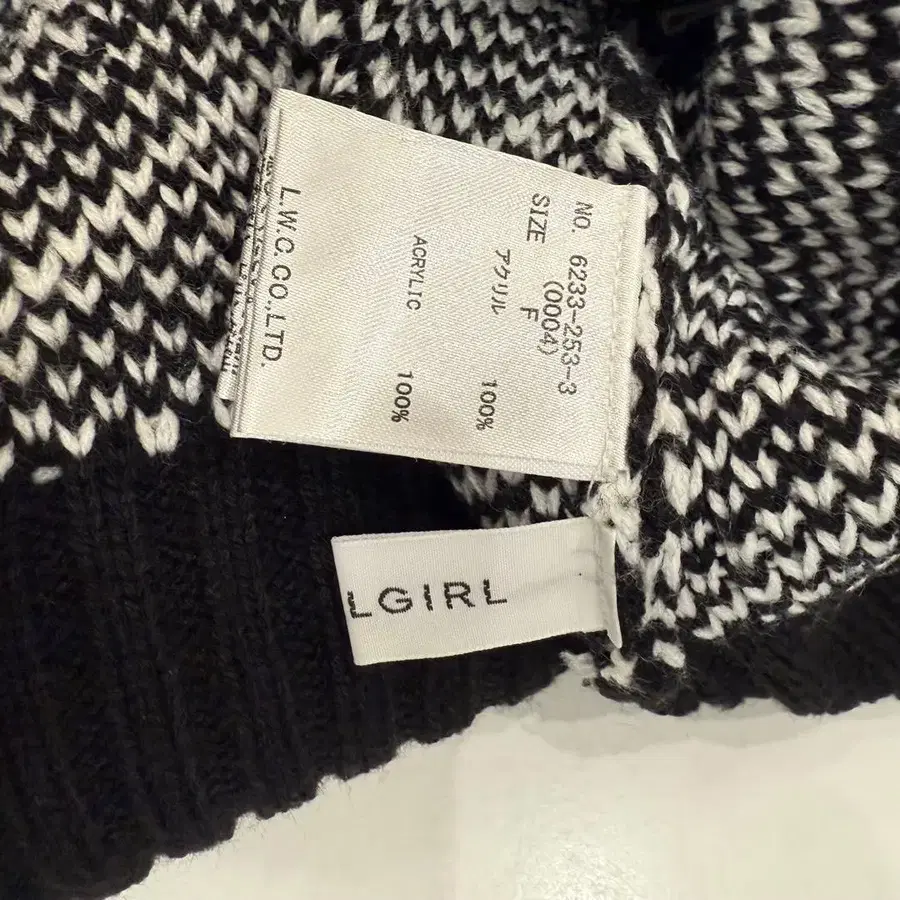 NO. 6233-253-3
(0004)
SIZE F
アクリル 100%
ACRYLIC 100%
L.W.C.CO.,LTD.
LGIRL